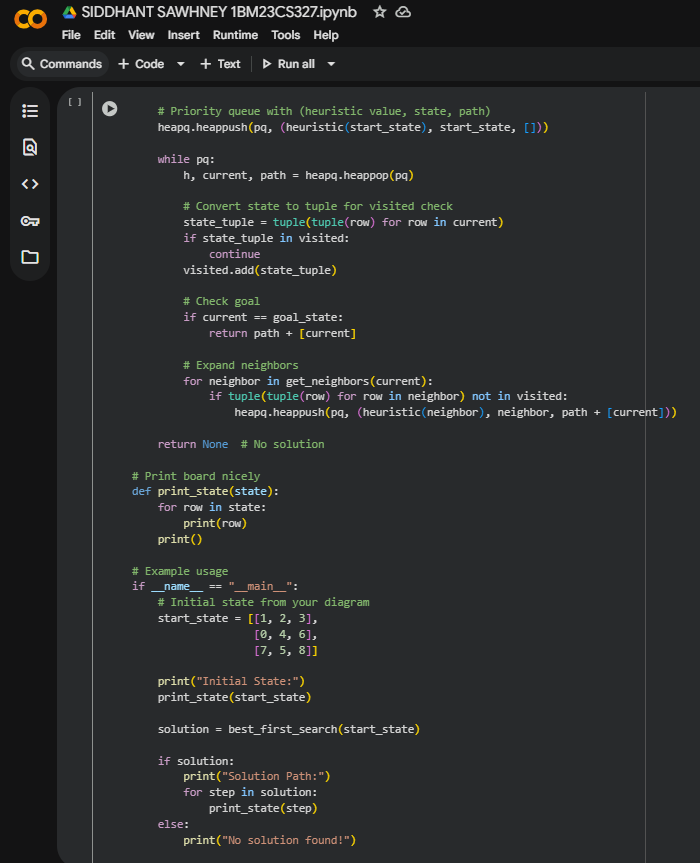 SIDDHANT SAWHNEY 1BM23CS327.ipynb
File Edit View Insert Runtime Tools Help
Commands + Code + Text Run all
[ ]
# Priority queue with (heuristic value, state, path)
heapq.heappush(pq, (heuristic(start_state), start_state, []))
while pq:
h, current, path = heapq.heappop(pq)
# Convert state to tuple for visited check
state_tuple = tuple(tuple(row) for row in current)
if state_tuple in visited:
continue
visited.add(state_tuple)
# Check goal
if current == goal_state:
return path + [current]
# Expand neighbors
for neighbor in get_neighbors(current):
if tuple(tuple(row) for row in neighbor) not in visited:
heapq.heappush(pq, (heuristic(neighbor), neighbor, path + [current]))
return None  # No solution
# Print board nicely
def print_state(state):
for row in state:
print(row)
print()
# Example usage
if __name__ == "__main__":
# Initial state from your diagram
start_state = [[1, 2, 3],
[0, 4, 6],
[7, 5, 8]]
print("Initial State:")
print_state(start_state)
solution = best_first_search(start_state)
if solution:
print("Solution Path:")
for step in solution:
print_state(step)
else:
print("No solution found!")